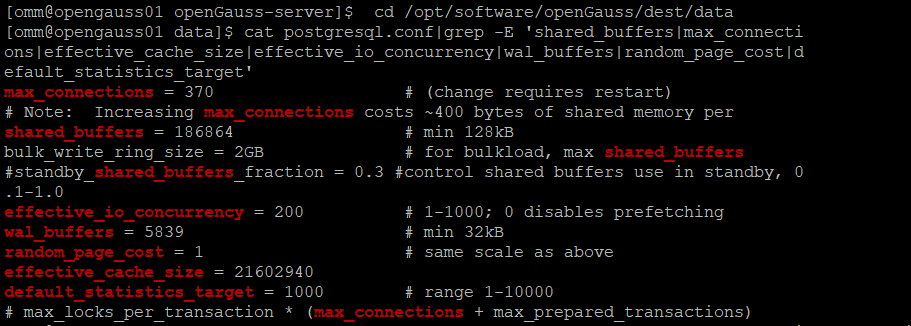 [omm@opengauss01 openGauss-server]$  cd /opt/software/openGauss/dest/data
[omm@opengauss01 data]$ cat postgresql.conf|grep -E 'shared_buffers|max_connecti
ons|effective_cache_size|effective_io_concurrency|wal_buffers|random_page_cost|d
efault_statistics_target'
max_connections = 370                   # (change requires restart)
# Note:  Increasing max_connections costs ~400 bytes of shared memory per
shared_buffers = 186864                 # min 128kB
bulk_write_ring_size = 2GB              # for bulkload, max shared_buffers
#standby_shared_buffers_fraction = 0.3 #control shared buffers use in standby, 0
.1-1.0
effective_io_concurrency = 200          # 1-1000; 0 disables prefetching
wal_buffers = 5839                      # min 32kB
random_page_cost = 1                    # same scale as above
effective_cache_size = 21602940
default_statistics_target = 1000        # range 1-10000
# max_locks_per_transaction * (max_connections + max_prepared_transactions)